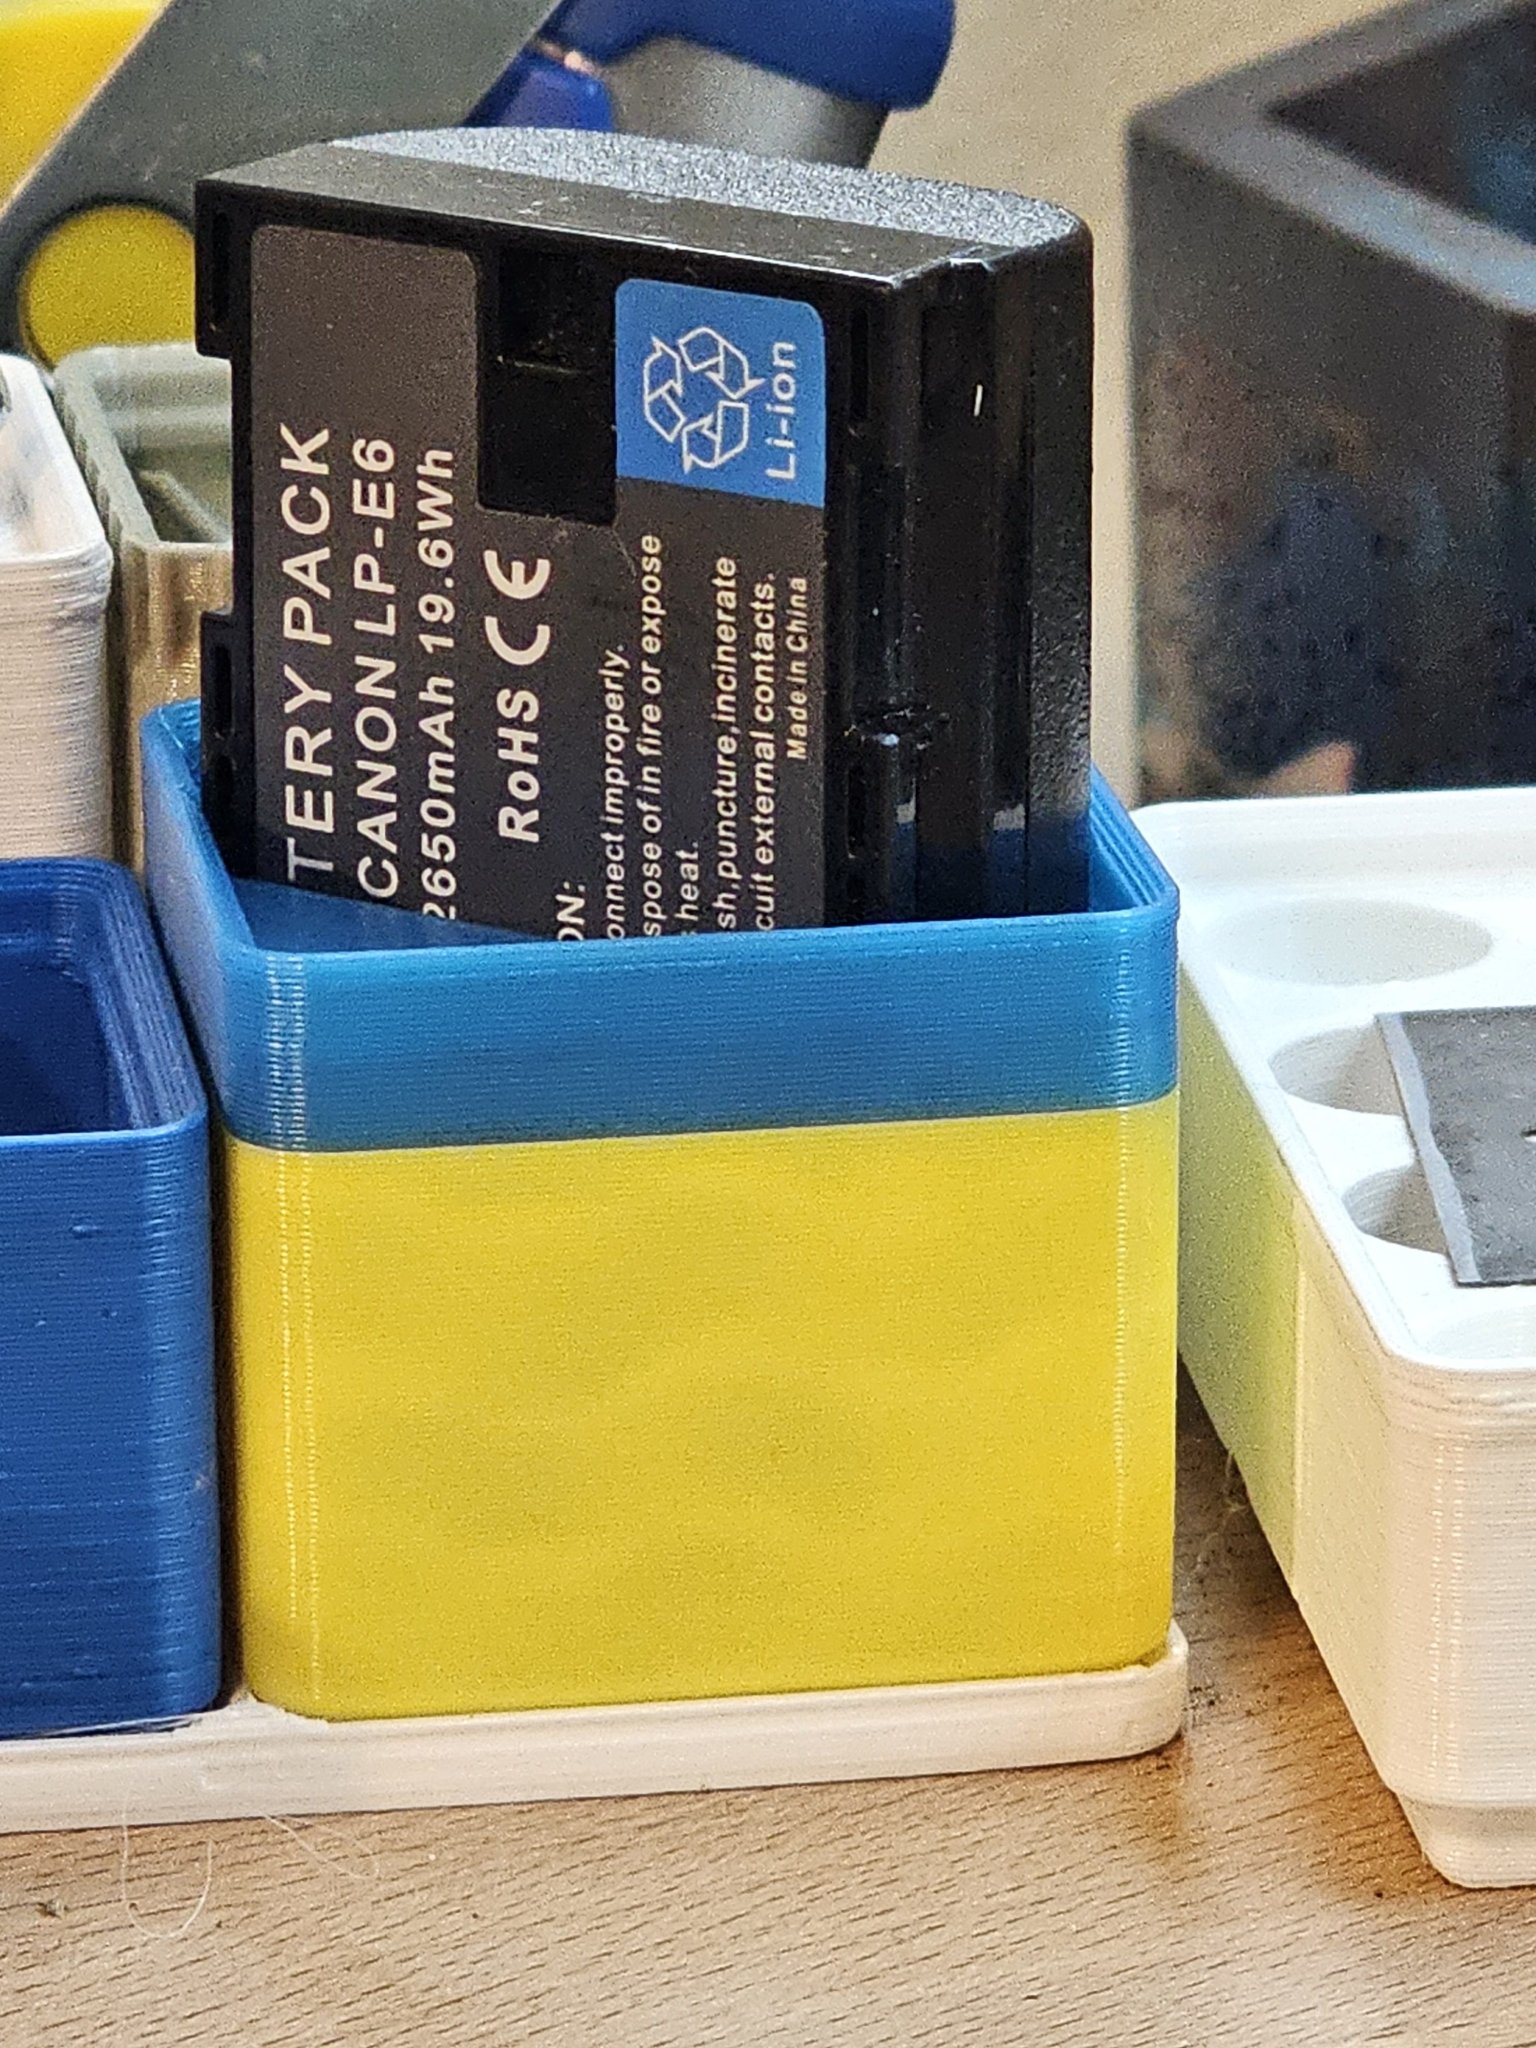 TERY PACK
CANON LP-E6
2650mAh 19.6Wh
RoHS CE
ON:
onnect improperly.
spose of in fire or expose
heat.
sh,puncture,incinerate
cuit external contacts.
Made in China
Li-ion